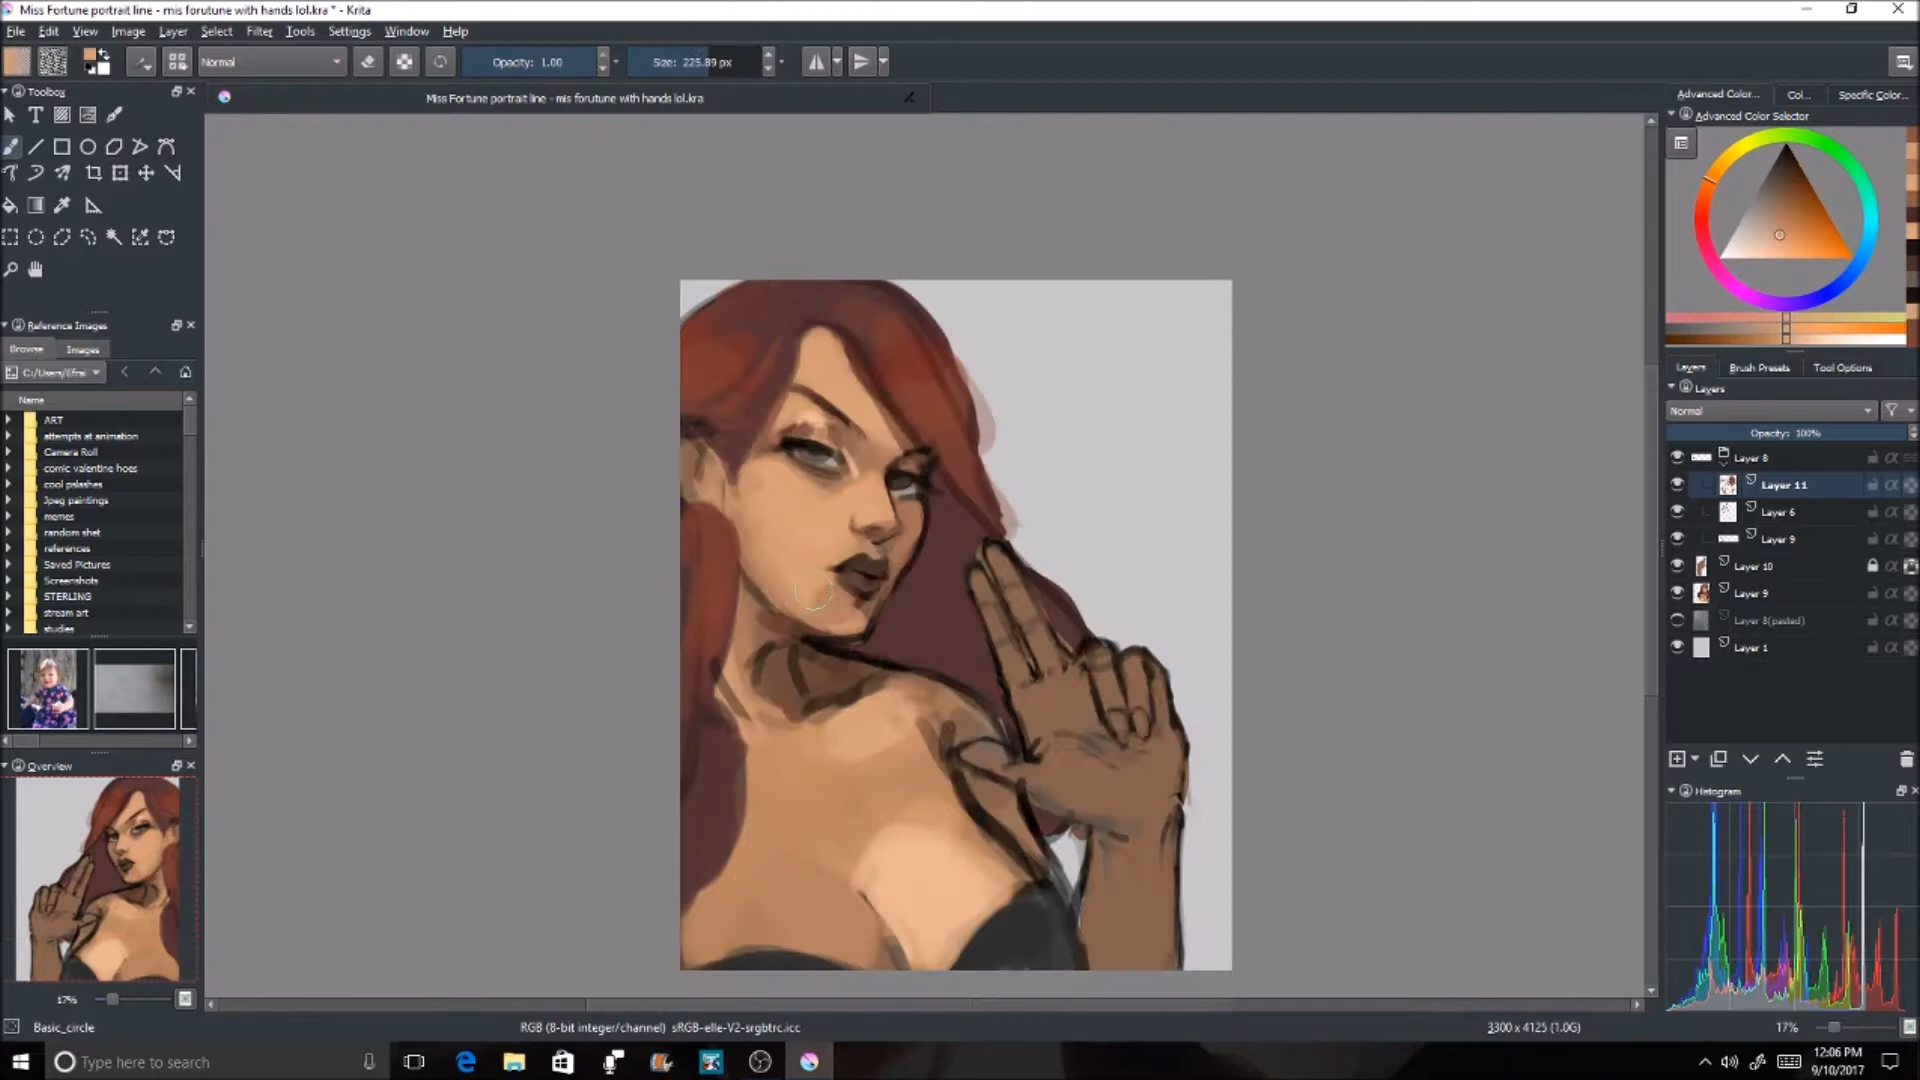 Miss Fortune portrait line - mis forutune with hands lol.kra * - Krita
File Edit View Image Layer Select Filter Tools Settings Window Help
Normal
Opacity: 1.00
Size: 225.89 px
Toolbox
Miss Fortune portrait line - mis forutune with hands lol.kra
Advanced Color... Col... Specific Color...
Advanced Color Selector
Reference Images
Browse Images
C:/Users/Efrai
Name
ART
attempts at animation
Camera Roll
comic valentine hoes
cool pslashes
Jpeg paintings
memes
random shet
references
Saved Pictures
Screenshots
STERLING
stream art
studies
Overview
17%
Layers Brush Presets Tool Options
Layers
Normal
Opacity: 100%
Layer 8
Layer 11
Layer 6
Layer 9
Layer 10
Layer 9
Layer 8(pasted)
Layer 1
Histogram
Basic_circle
RGB (8-bit integer/channel) sRGB-elle-V2-srgbtrc.icc
3300 x 4125 (1.0G)
17%
Type here to search
12:06 PM
9/10/2017